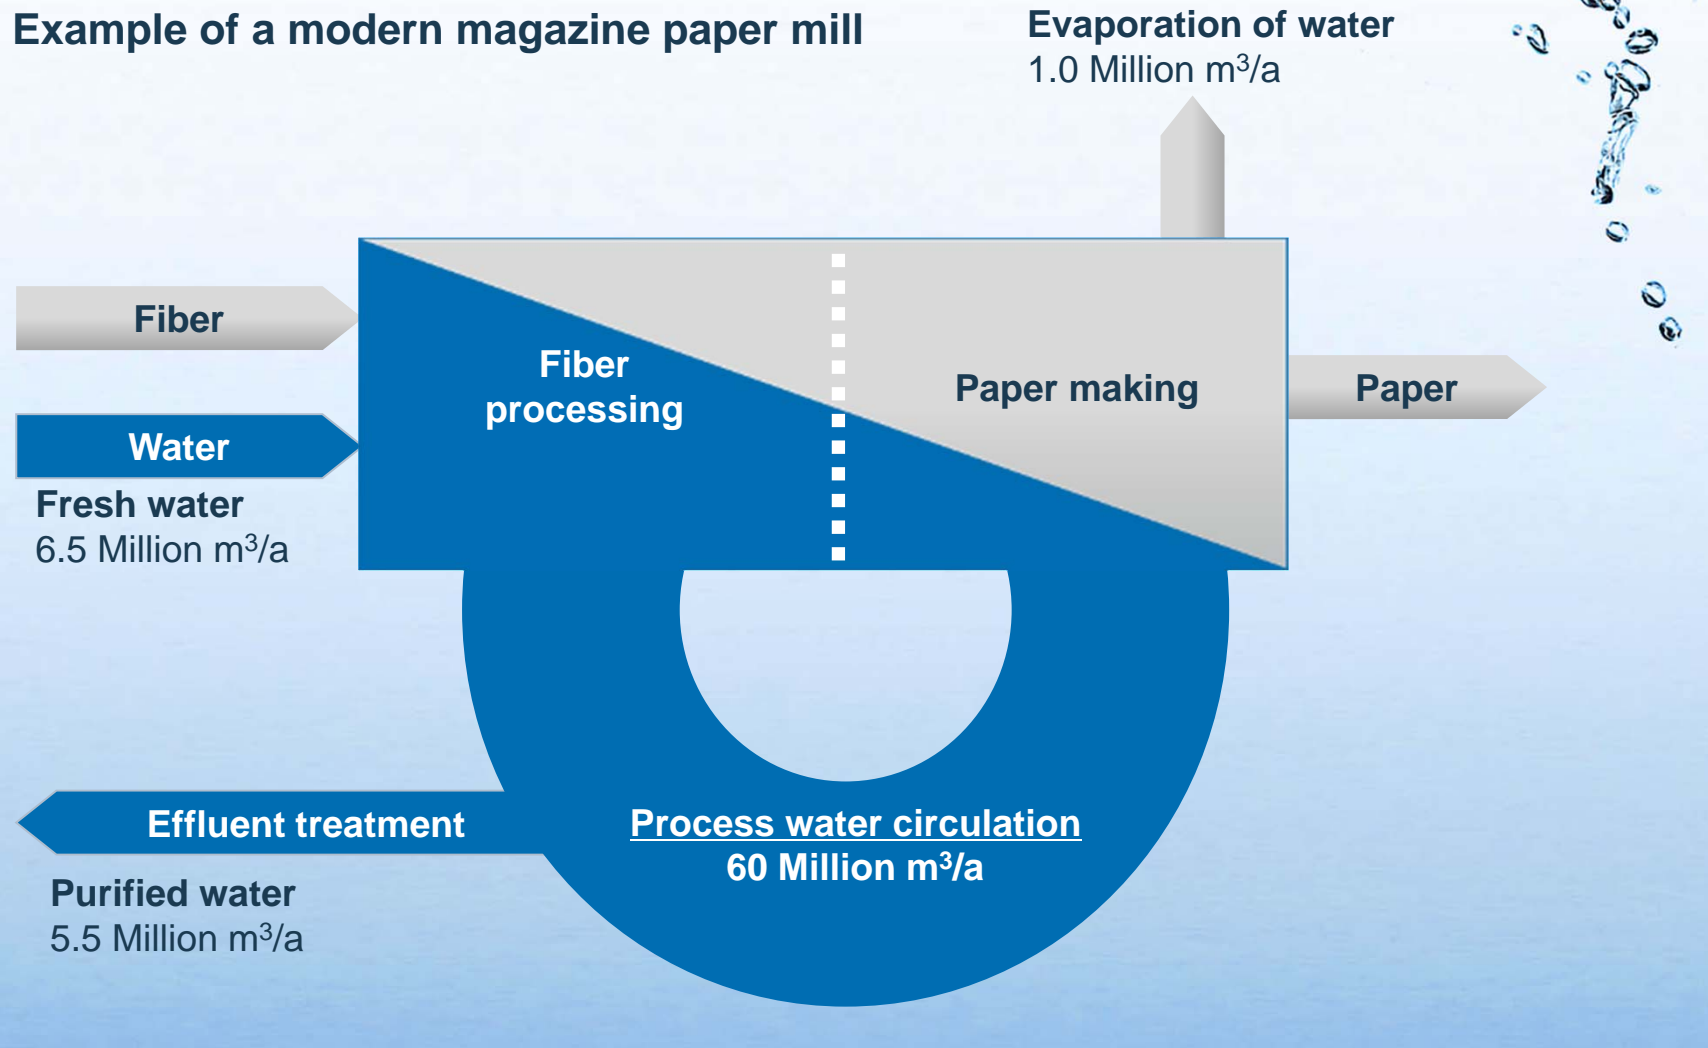 Example of a modern magazine paper mill
Evaporation of water
1.0 Million m³/a
Fiber
Water
Fresh water
6.5 Million m³/a
Fiber
processing
Paper making
Paper
Effluent treatment
Purified water
5.5 Million m³/a
Process water circulation
60 Million m³/a